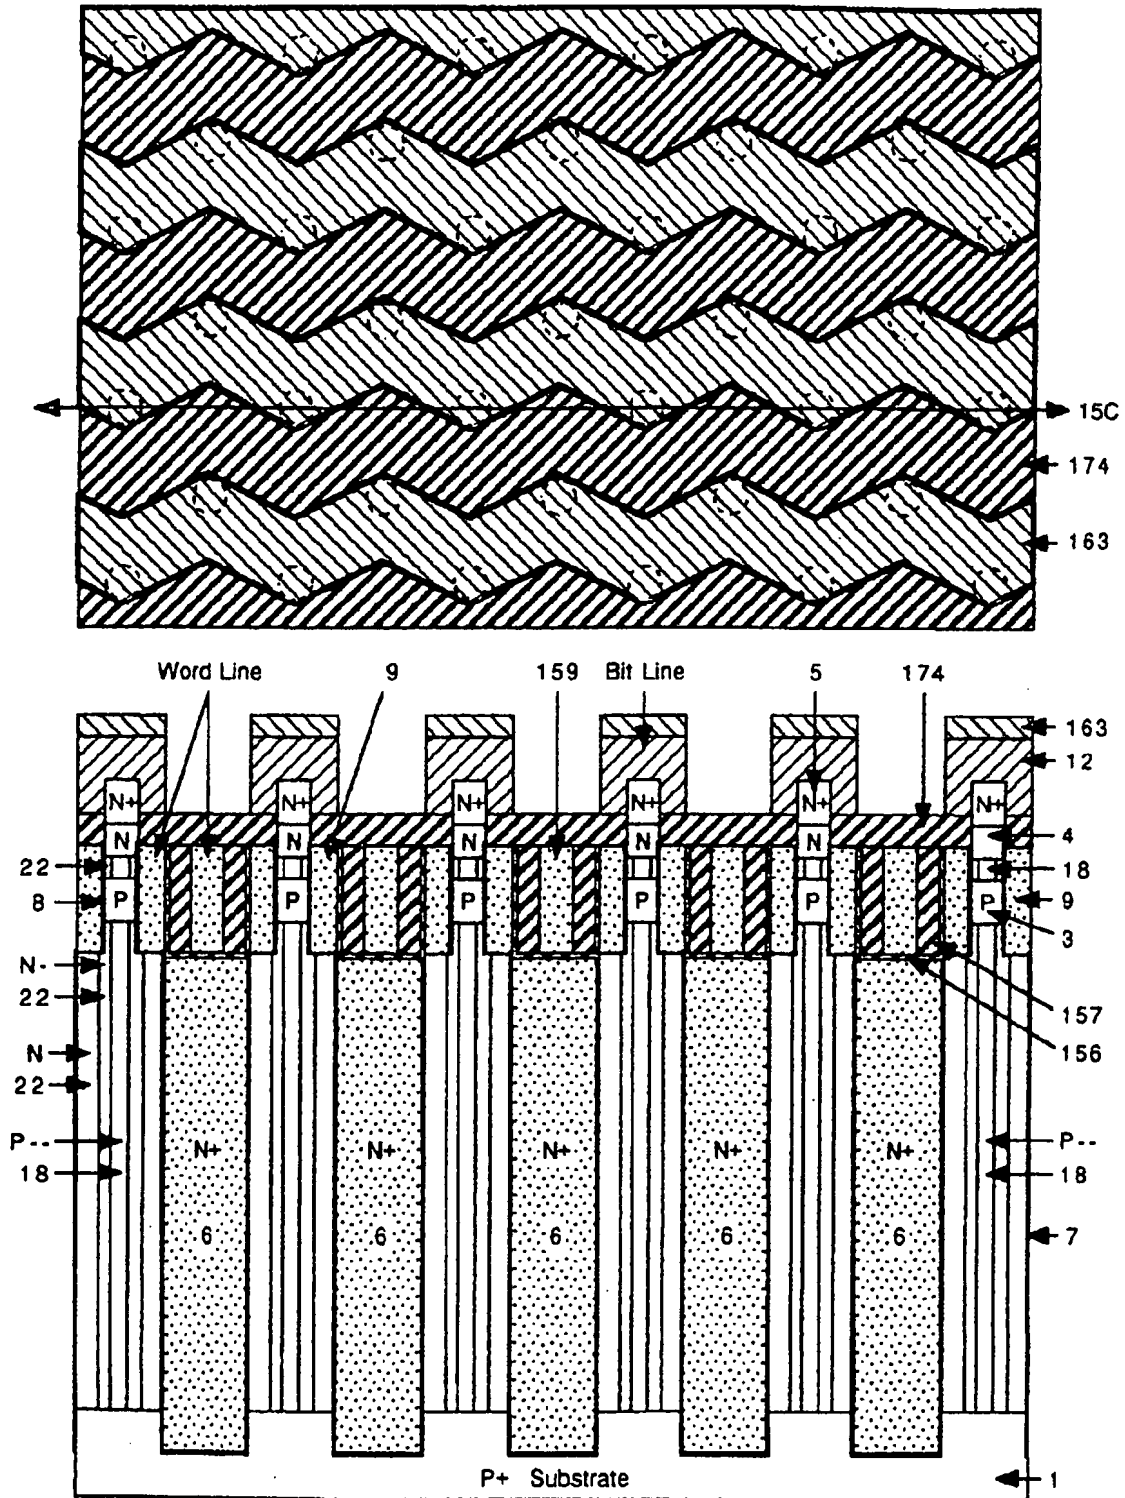 15C
174
163
Word Line 9 159 Bit Line 5 174
163
12
N+ N+ N+ N+ N+ N+
N N N N N 4
22 18
8 P P P P P P 9
3
N-
22
157
N 156
22
P-- P--
18 18
N+ N+ N+ N+ N+
6 6 6 6 6 7
P+ Substrate 1